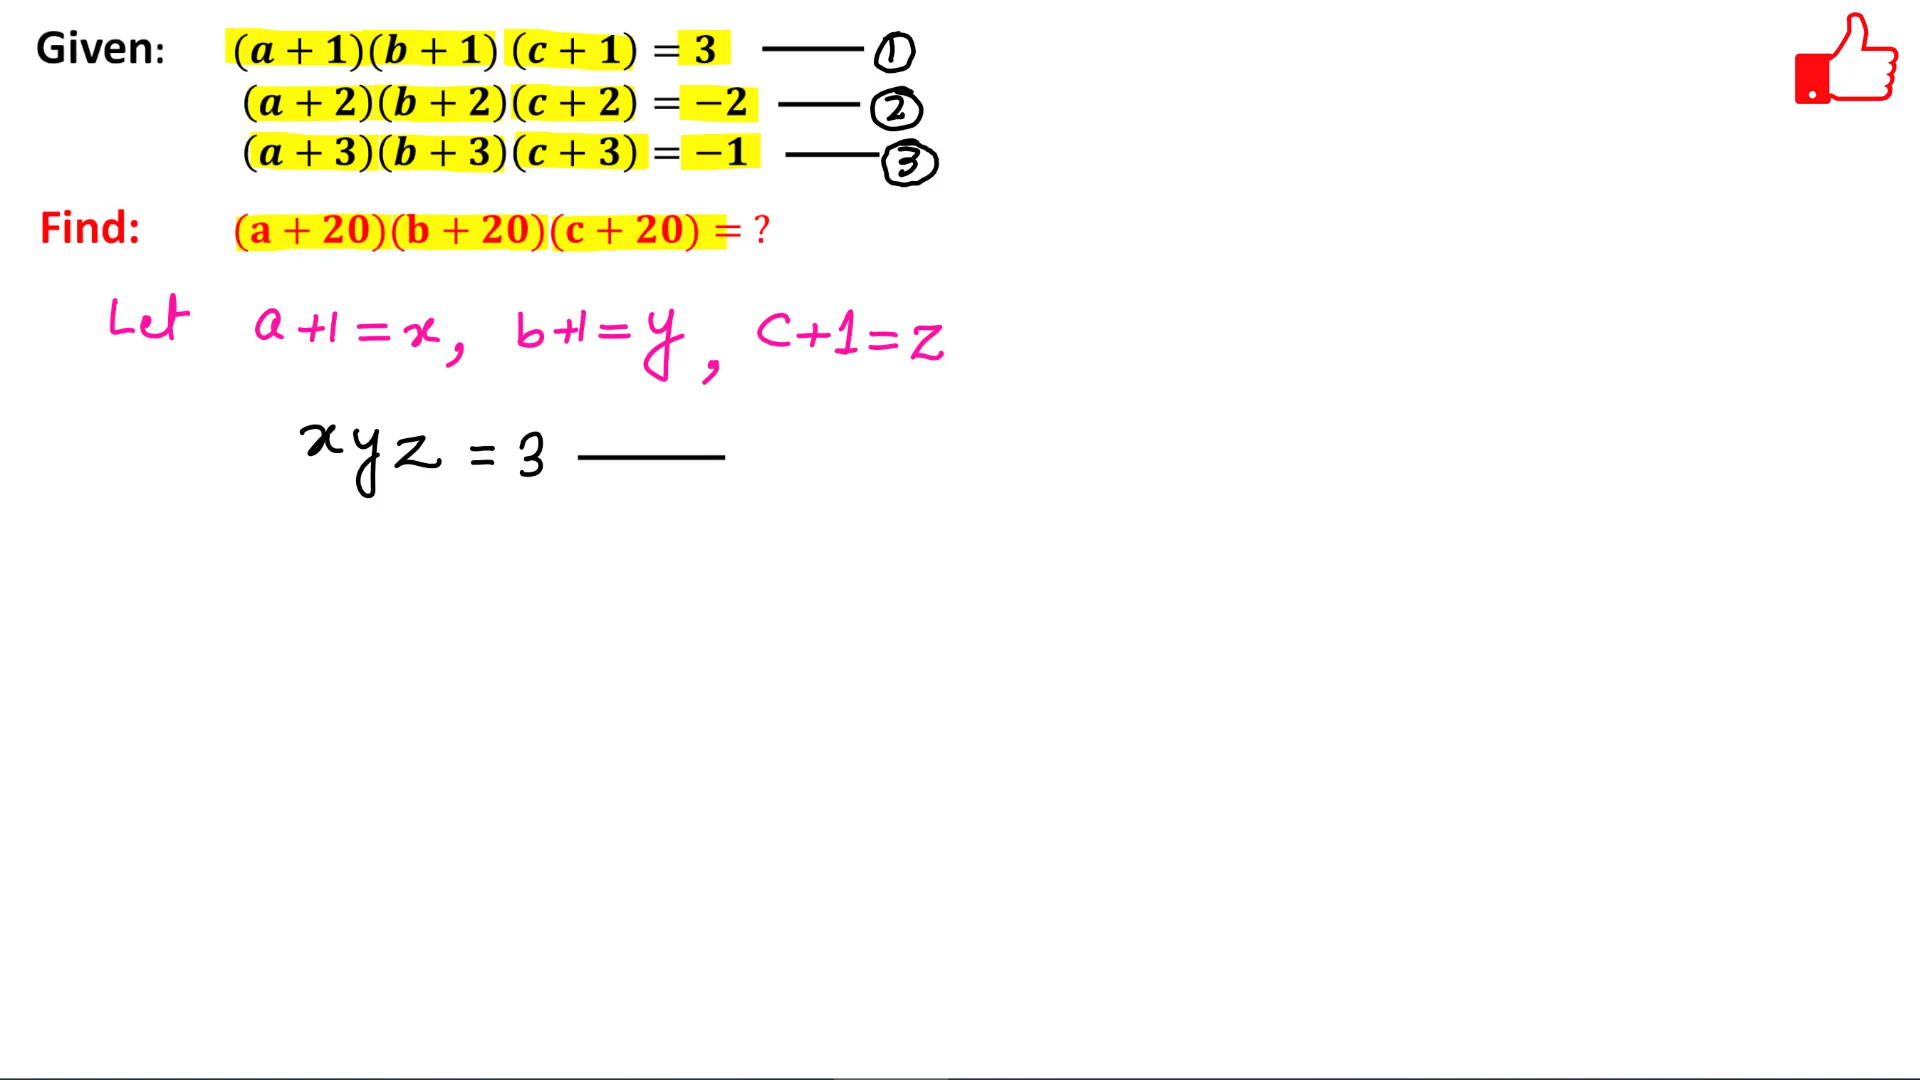 Given: (a + 1)(b + 1) (c + 1) = 3 ——— ①
(a + 2)(b + 2)(c + 2) = −2 ——— ②
(a + 3)(b + 3)(c + 3) = −1 ——— ③
Find: (a + 20)(b + 20)(c + 20) = ?
Let a+1=x, b+1=y, c+1=z
xyz = 3 ———